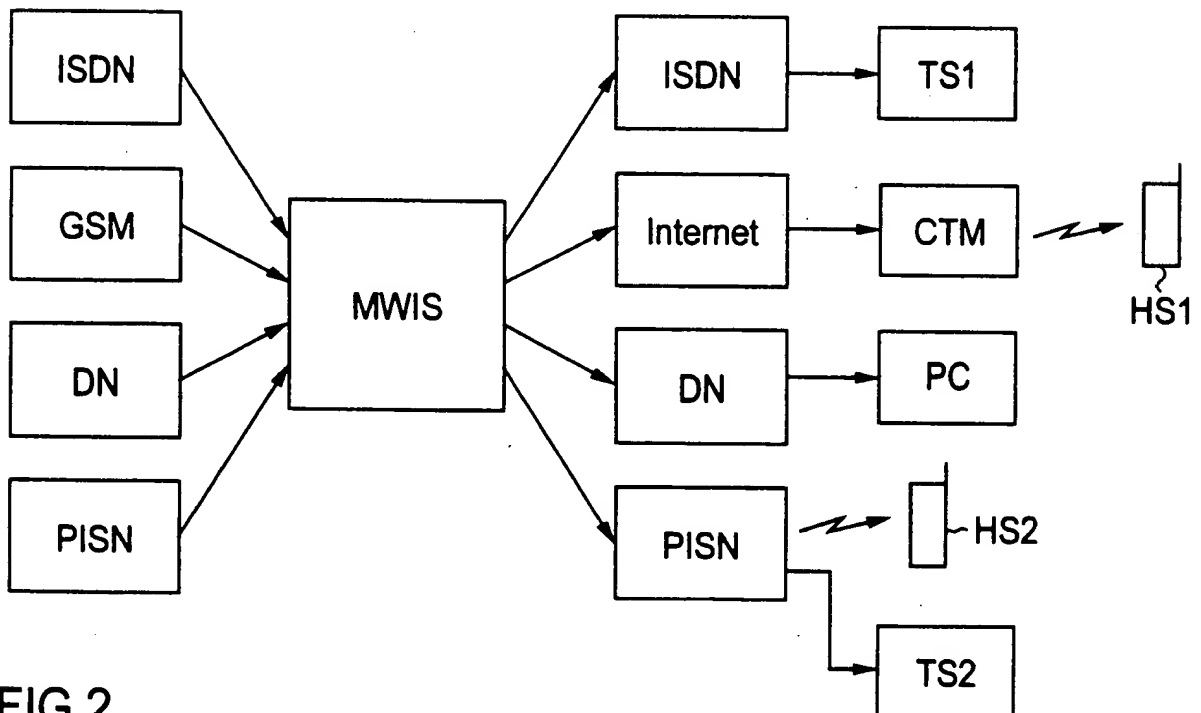 ISDN
GSM
DN
PISN
MWIS
ISDN
TS1
Internet
CTM
HS1
DN
PC
PISN
HS2
TS2
FIG 2